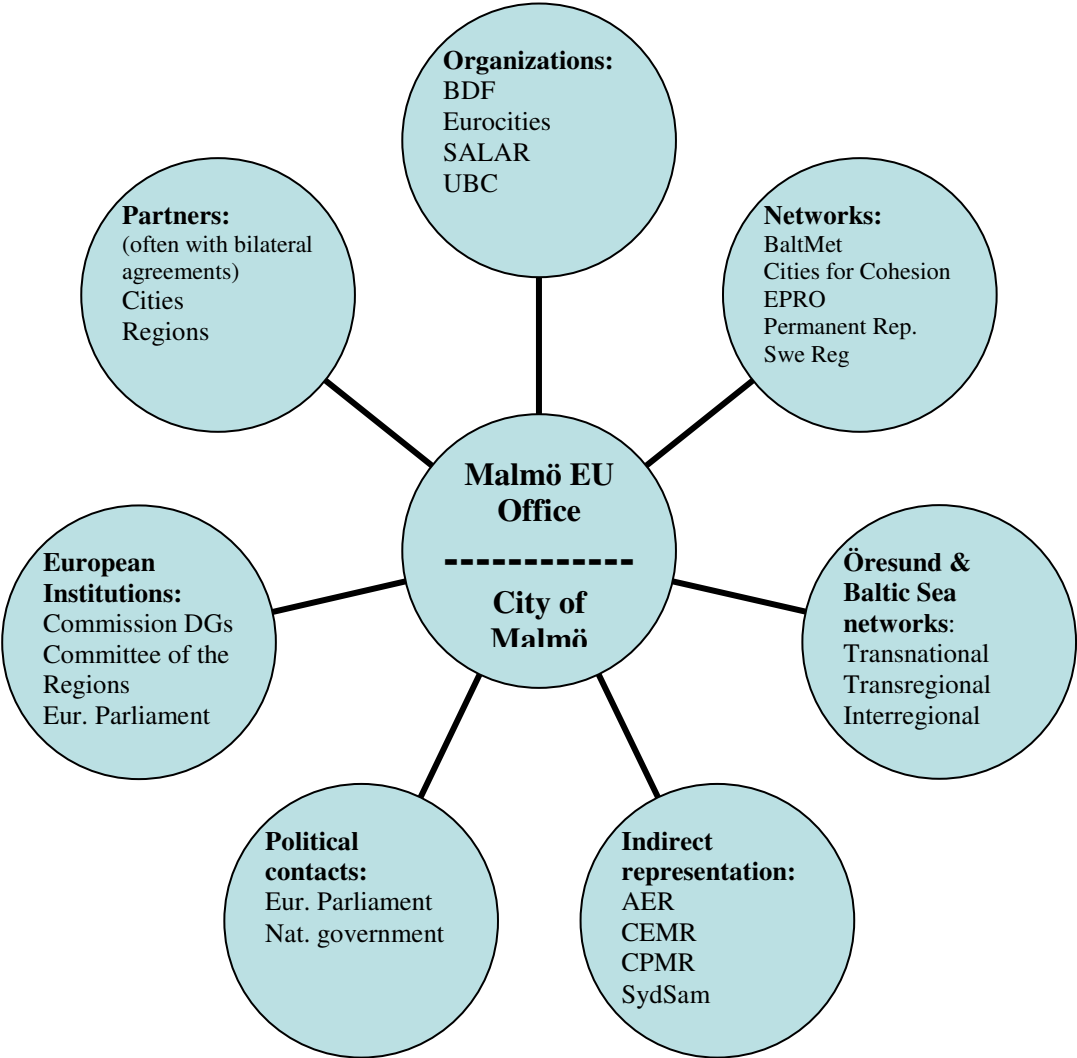 Organizations:
BDF
Eurocities
SALAR
UBC
Partners:
(often with bilateral
agreements)
Cities
Regions
Networks:
BaltMet
Cities for Cohesion
EPRO
Permanent Rep.
Swe Reg
Malmö EU
Office
------------
City of
Malmö
European
Institutions:
Commission DGs
Committee of the
Regions
Eur. Parliament
Öresund &
Baltic Sea
networks:
Transnational
Transregional
Interregional
Political
contacts:
Eur. Parliament
Nat. government
Indirect
representation:
AER
CEMR
CPMR
SydSam